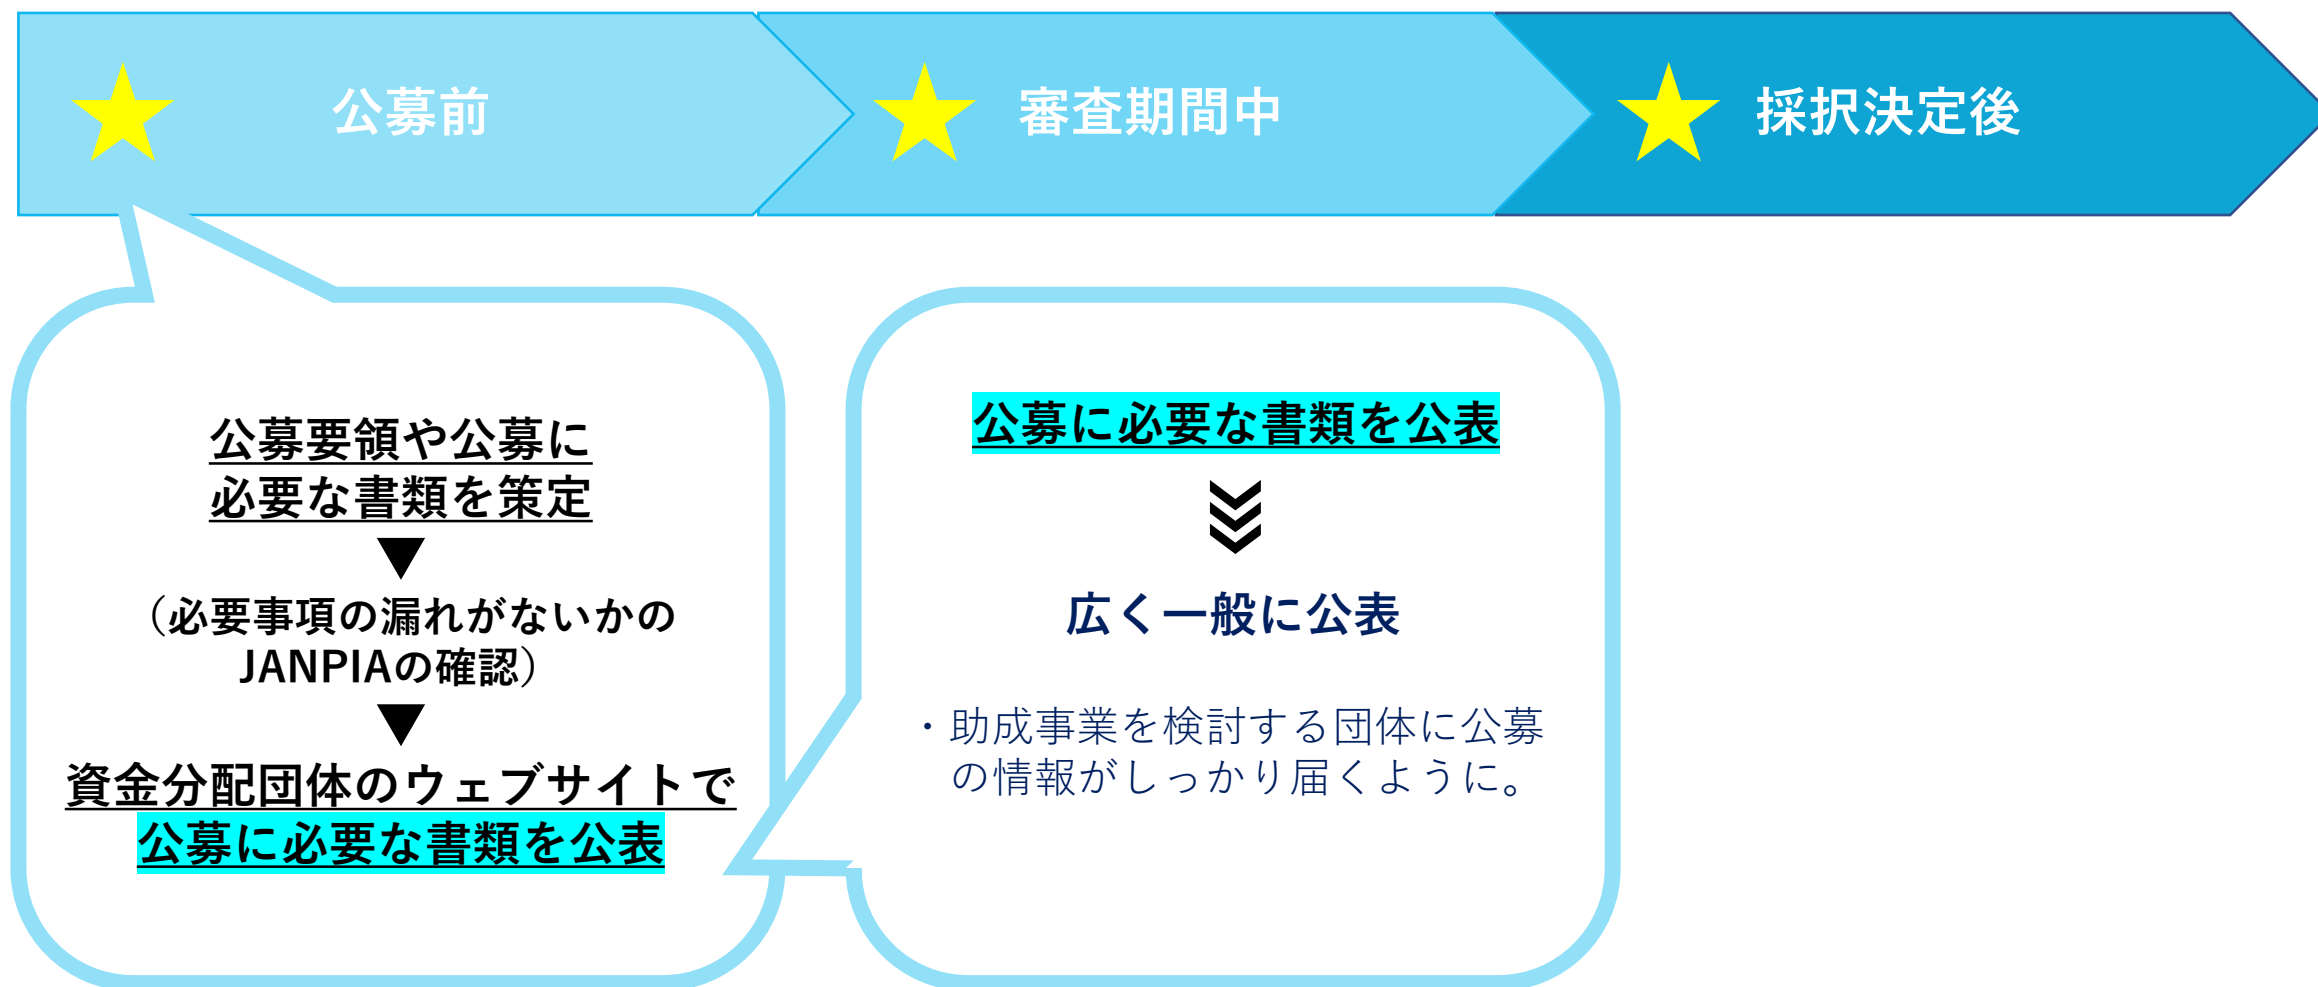 公募前
審査期間中
採択決定後
公募要領や公募に
必要な書類を策定
（必要事項の漏れがないかの
JANPIAの確認）
資金分配団体のウェブサイトで
公募に必要な書類を公表
公募に必要な書類を公表
広く一般に公表
・助成事業を検討する団体に公募
の情報がしっかり届くように。